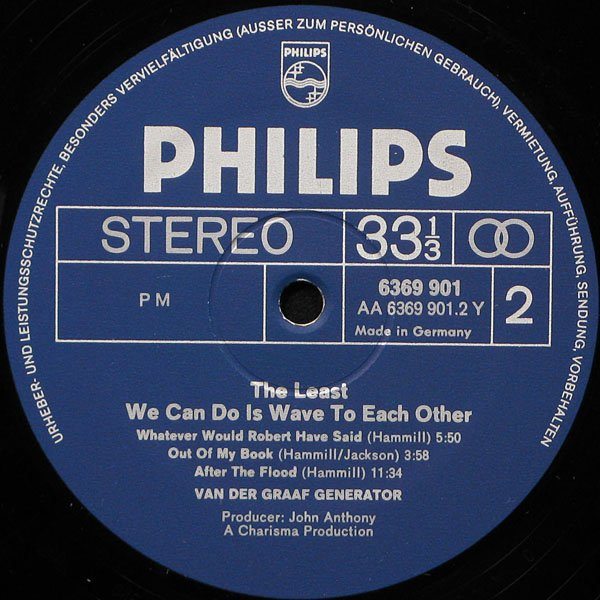 URHEBER- UND LEISTUNGSSCHUTZRECHTE, BESONDERS VERVIELFÄLTIGUNG (AUSSER ZUM PERSÖNLICHEN GEBRAUCH), VERMIETUNG, AUFFÜHRUNG, SENDUNG, VORBEHALTEN
PHILIPS
PHILIPS
STEREO 33 1/3
PM 6369 901 2
AA 6369 901.2 Y
Made in Germany
The Least
We Can Do Is Wave To Each Other
Whatever Would Robert Have Said (Hammill) 5:50
Out Of My Book (Hammill/Jackson) 3:58
After The Flood (Hammill) 11:34
VAN DER GRAAF GENERATOR
Producer: John Anthony
A Charisma Production